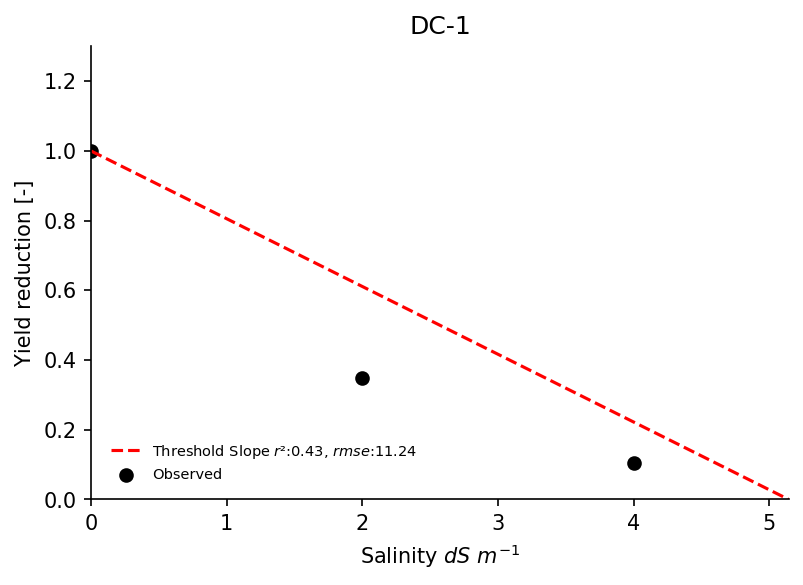 DC-1
Yield reduction [-]
1.2
1.0
0.8
0.6
0.4
0.2
0.0
Threshold Slope r²:0.43, rmse:11.24
Observed
0 1 2 3 4 5
Salinity dS m⁻¹